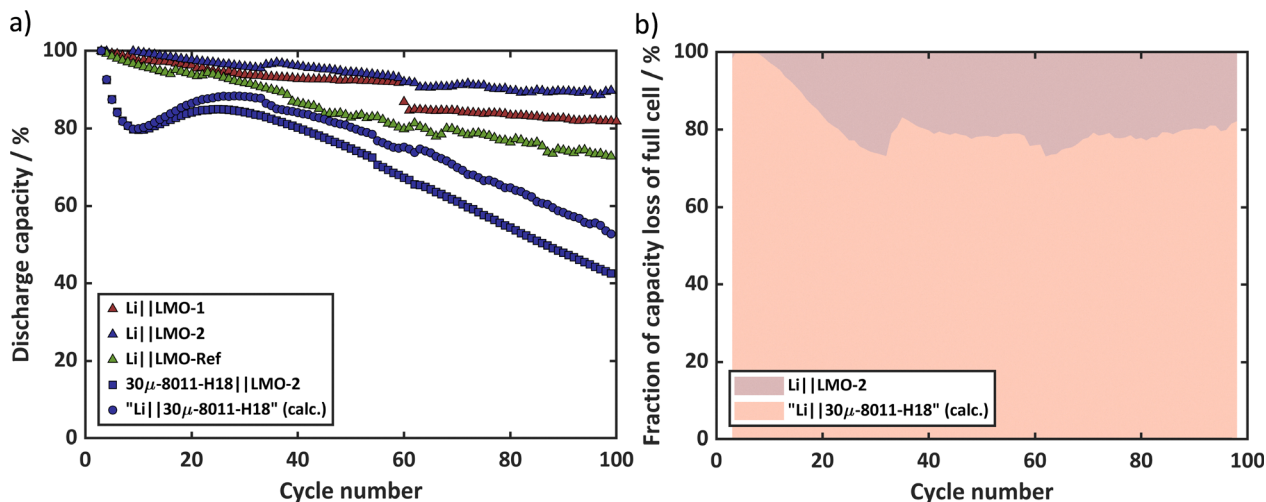 a)
Discharge capacity / %
100
80
60
40
20
0
Li||LMO-1
Li||LMO-2
Li||LMO-Ref
30μ-8011-H18||LMO-2
"Li||30μ-8011-H18" (calc.)
0 20 40 60 80 100
Cycle number
b)
Fraction of capacity loss of full cell / %
100
80
60
40
20
0
Li||LMO-2
"Li||30μ-8011-H18" (calc.)
0 20 40 60 80 100
Cycle number